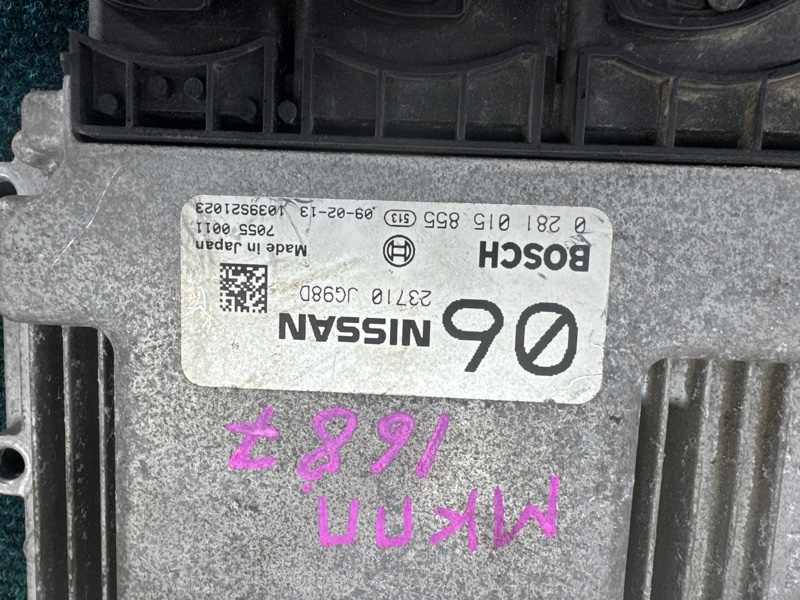 МКПП
1687
09 NISSAN
23710 JG98D
BOSCH
Made in Japan
7055 0011
0 281 015 855 513 09-02-13 1039S21023